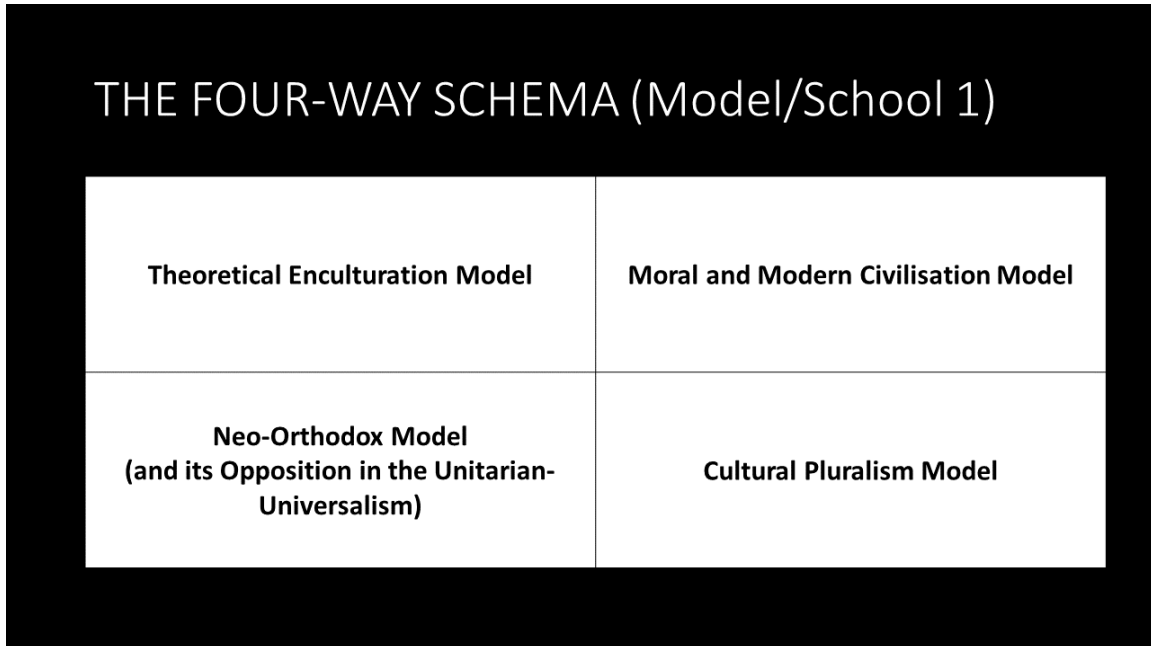 THE FOUR-WAY SCHEMA (Model/School 1)
Theoretical Enculturation Model
Moral and Modern Civilisation Model
Neo-Orthodox Model
(and its Opposition in the Unitarian-
Universalism)
Cultural Pluralism Model